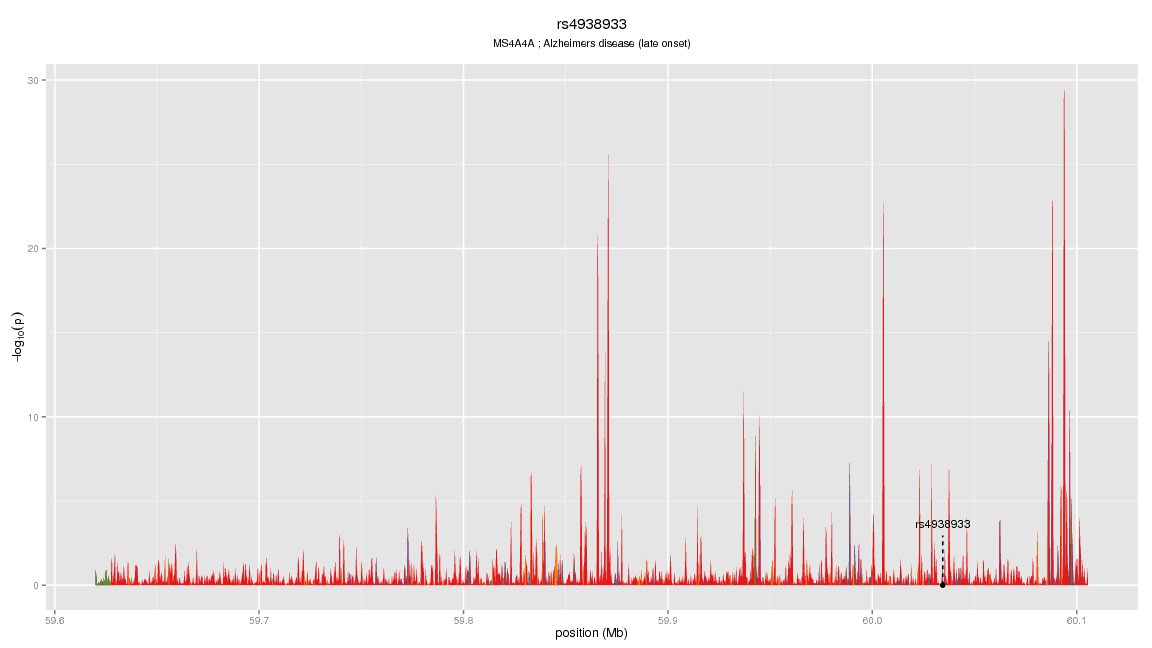 rs4938933
MS4A4A ; Alzheimers disease (late onset)
30
20
10
0
−log10(p)
rs4938933
59.6 59.7 59.8 59.9 60.0 60.1
position (Mb)